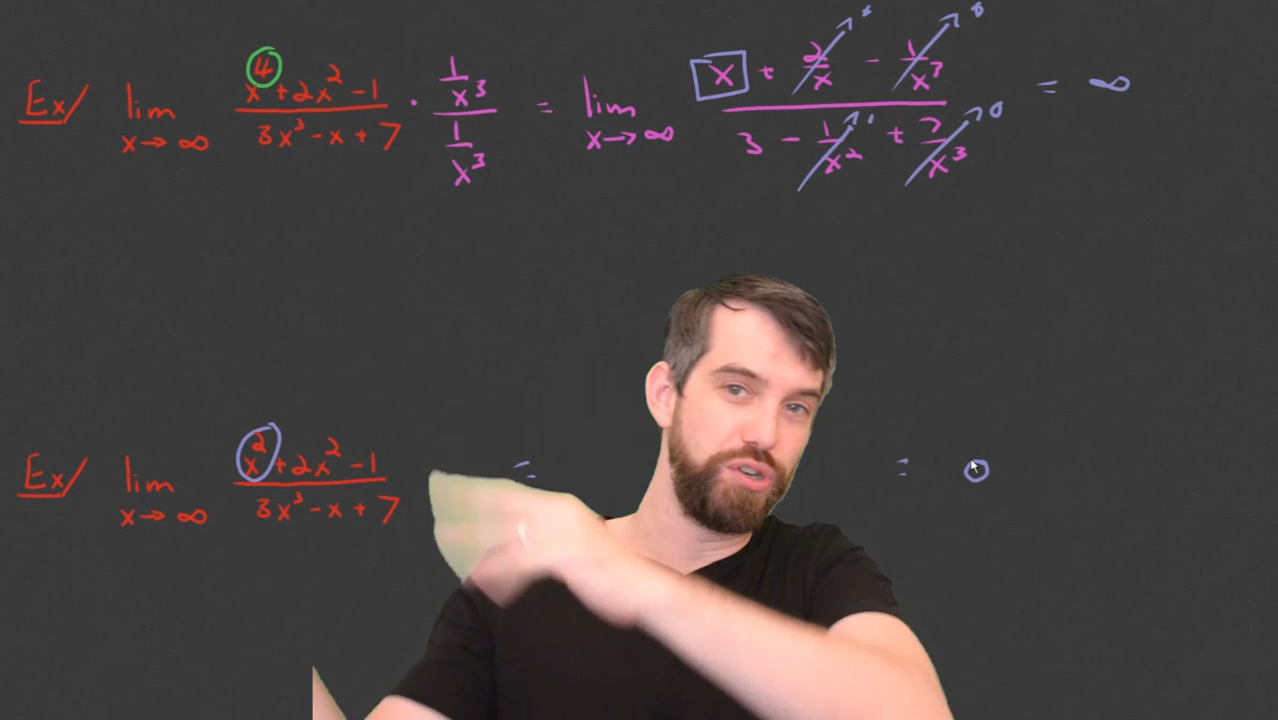 Ex/ lim x→∞ (x⁴ + 2x² - 1)/(3x³ - x + 7) · (1/x³)/(1/x³) = lim x→∞ (x + 2/x - 1/x³)/(3 - 1/x² + 7/x³) = ∞
Ex/ lim x→∞ (x² + 2x² - 1)/(3x³ - x + 7) = = 0